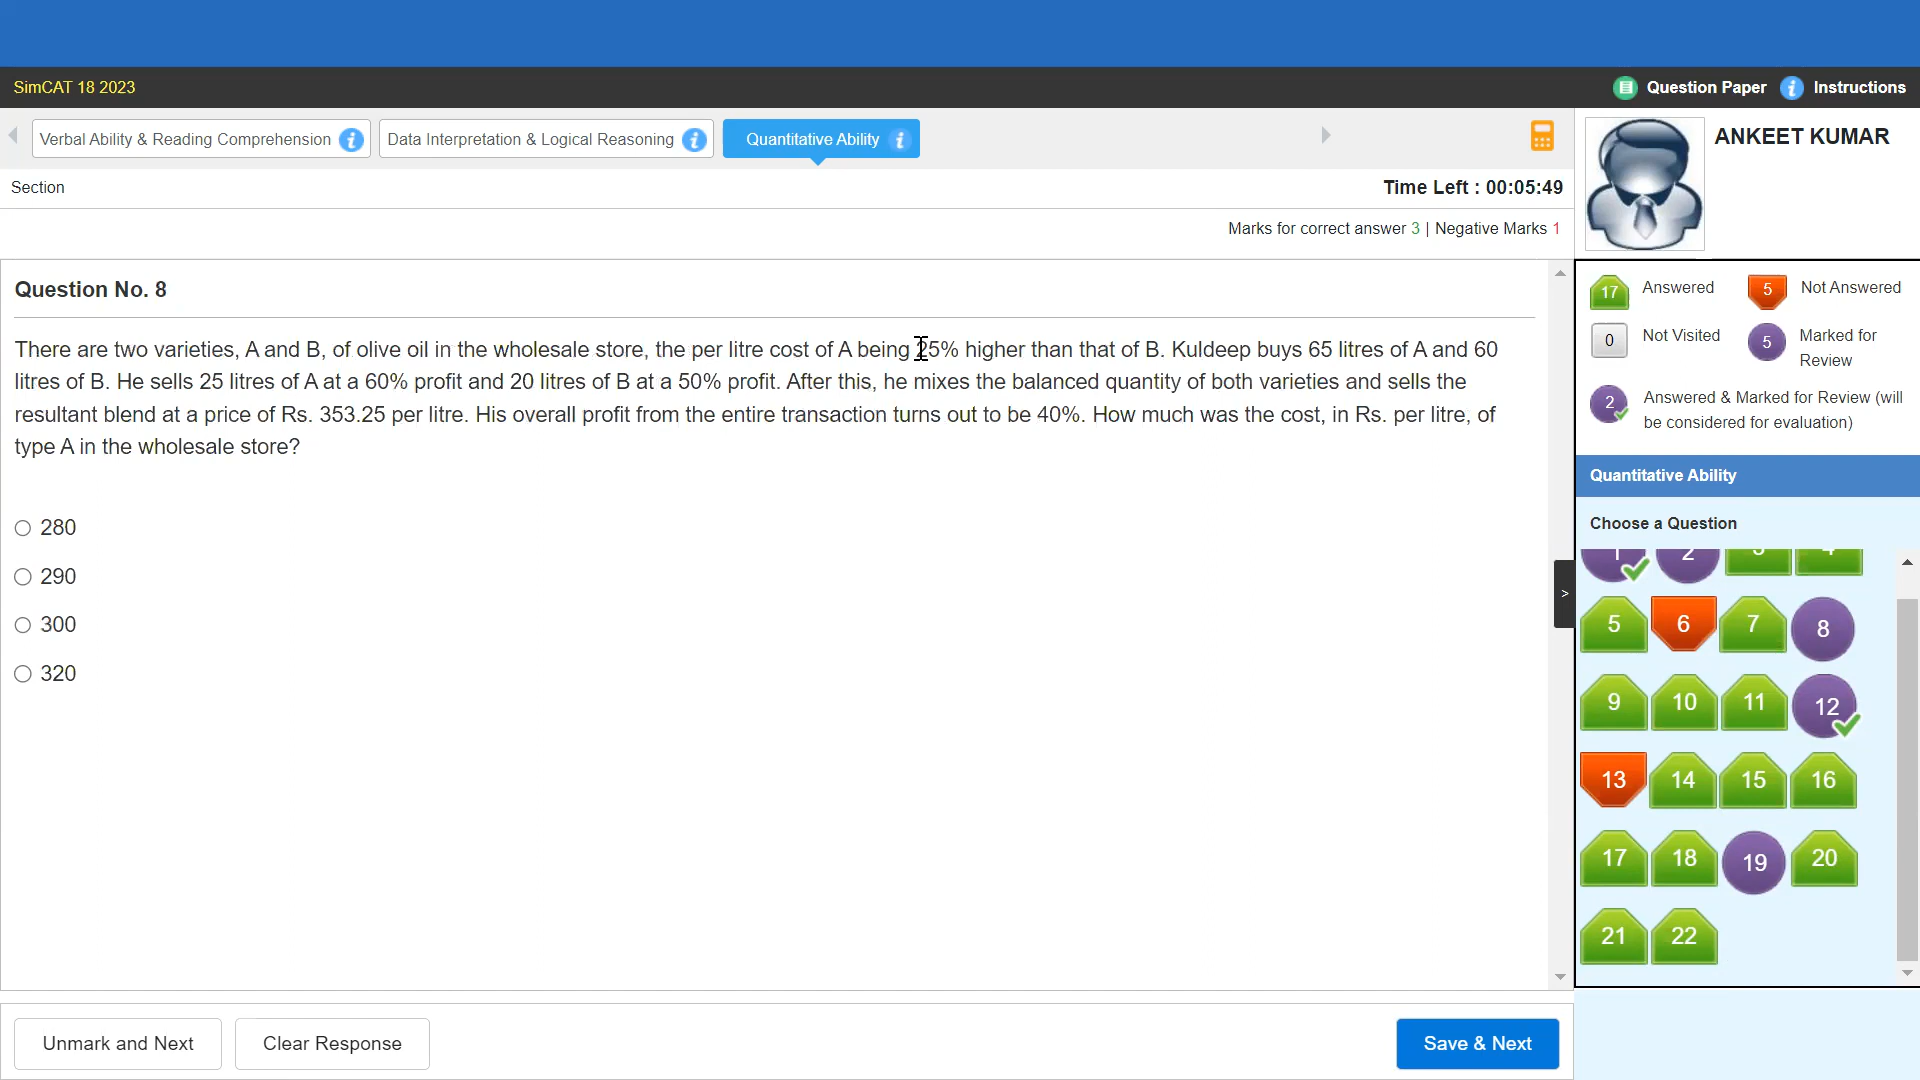 SimCAT 18 2023
Question Paper
Instructions
Verbal Ability & Reading Comprehension
Data Interpretation & Logical Reasoning
Quantitative Ability
ANKEET KUMAR
Section
Time Left : 00:05:49
Marks for correct answer 3 | Negative Marks 1
Question No. 8
There are two varieties, A and B, of olive oil in the wholesale store, the per litre cost of A being 25% higher than that of B. Kuldeep buys 65 litres of A and 60
litres of B. He sells 25 litres of A at a 60% profit and 20 litres of B at a 50% profit. After this, he mixes the balanced quantity of both varieties and sells the
resultant blend at a price of Rs. 353.25 per litre. His overall profit from the entire transaction turns out to be 40%. How much was the cost, in Rs. per litre, of
type A in the wholesale store?
280
290
300
320
Unmark and Next
Clear Response
Save & Next
>
17 Answered
5 Not Answered
0 Not Visited
5 Marked for
Review
2 Answered & Marked for Review (will
be considered for evaluation)
Quantitative Ability
Choose a Question
1 2 3 4
5 6 7 8
9 10 11 12
13 14 15 16
17 18 19 20
21 22